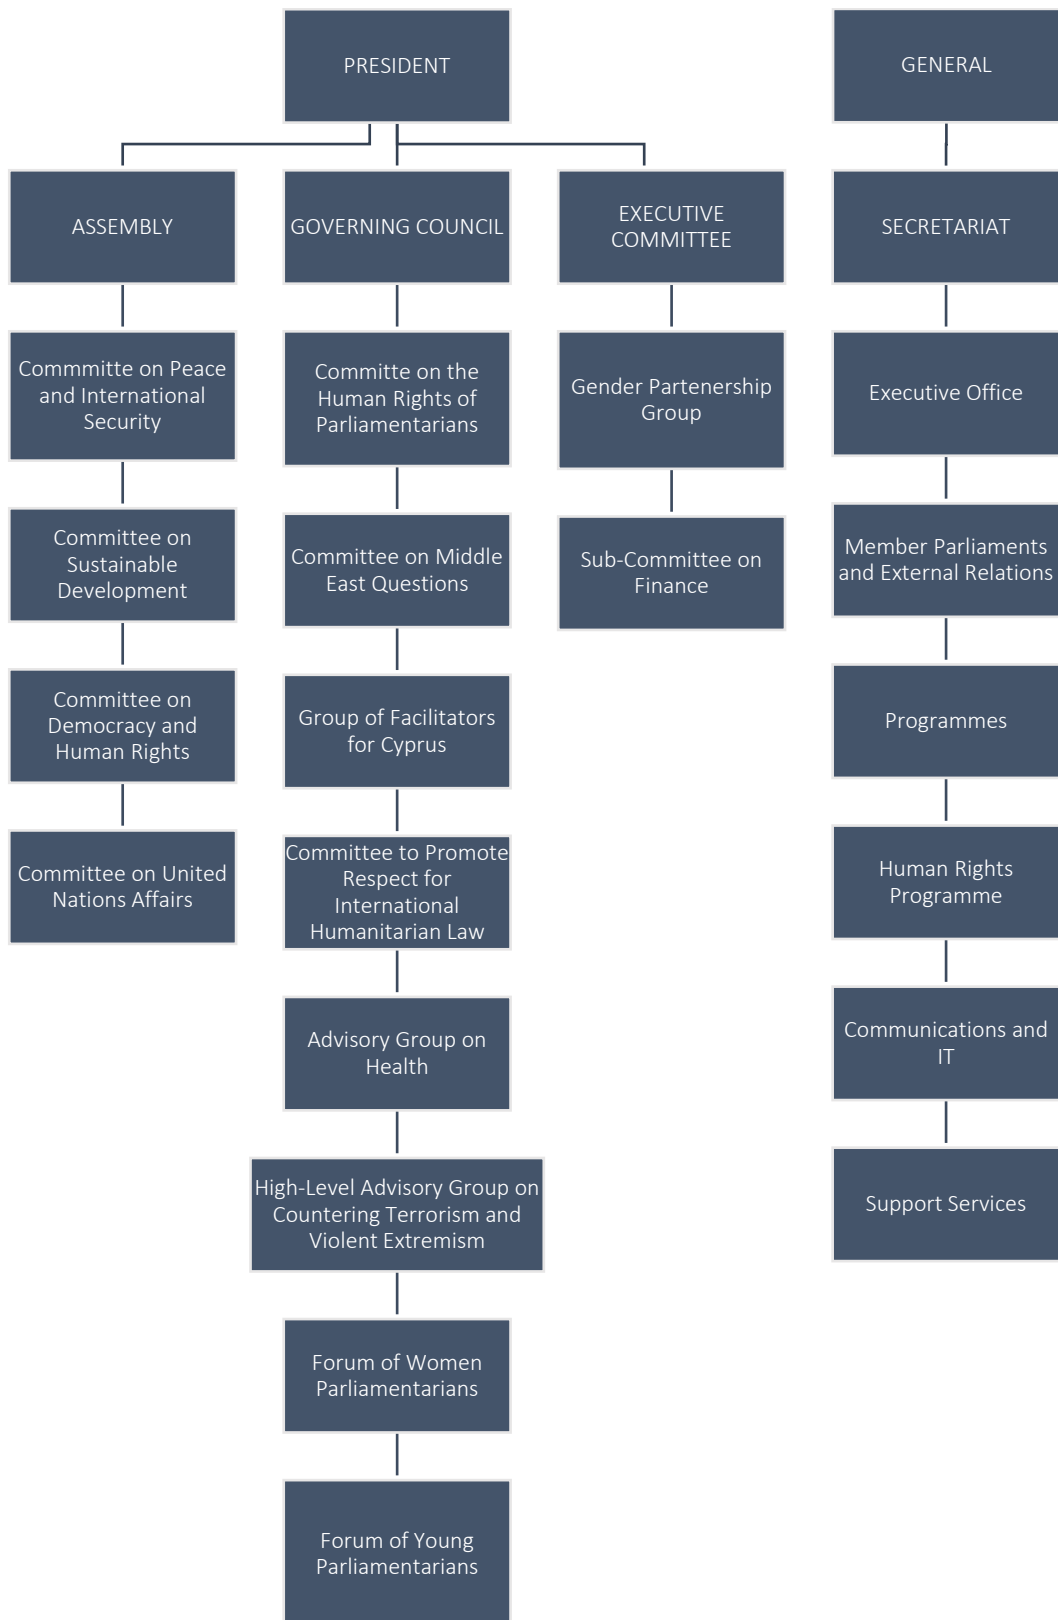 PRESIDENT
GENERAL
ASSEMBLY
GOVERNING COUNCIL
EXECUTIVE
COMMITTEE
SECRETARIAT
Commmitte on Peace
and International
Security
Committee on
Sustainable
Development
Committee on
Democracy and
Human Rights
Committee on United
Nations Affairs
Committe on the
Human Rights of
Parliamentarians
Committee on Middle
East Questions
Group of Facilitators
for Cyprus
Committee to Promote
Respect for
International
Humanitarian Law
Advisory Group on
Health
High-Level Advisory Group on
Countering Terrorism and
Violent Extremism
Forum of Women
Parliamentarians
Forum of Young
Parliamentarians
Gender Partenership
Group
Sub-Committee on
Finance
Executive Office
Member Parliaments
and External Relations
Programmes
Human Rights
Programme
Communications and
IT
Support Services